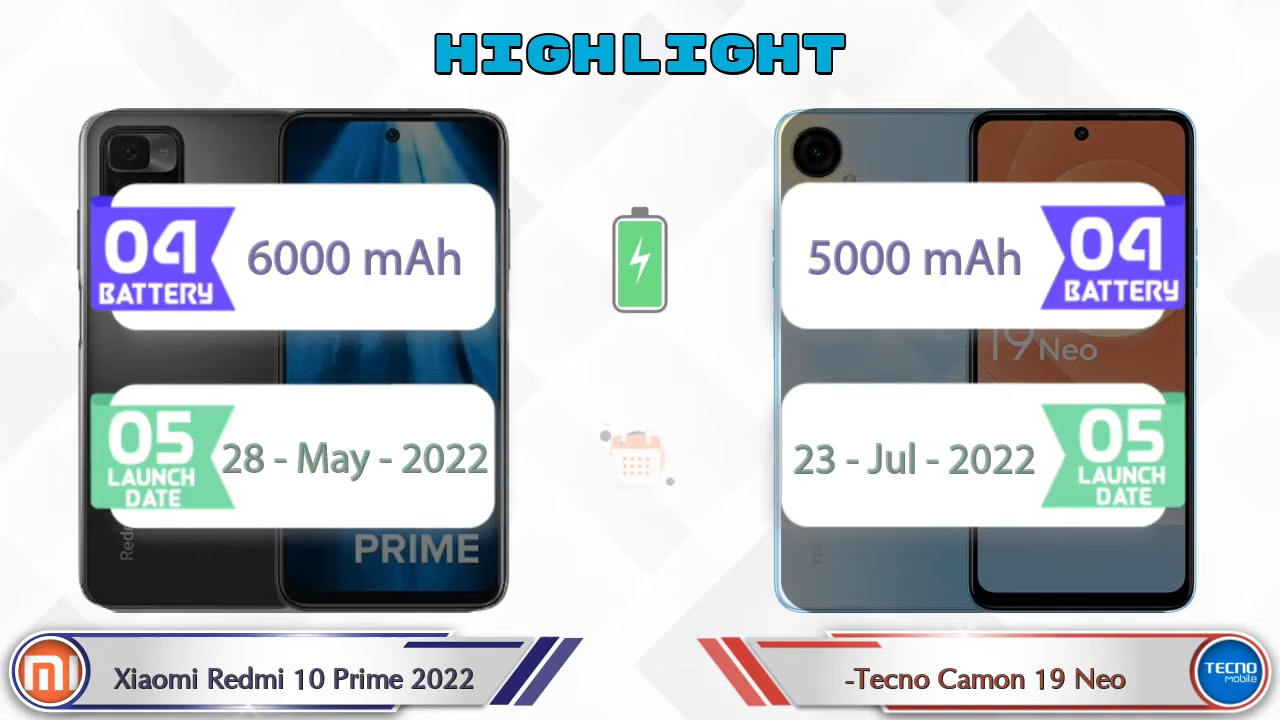 HIGHLIGHT
04
BATTERY
6000 mAh
5000 mAh
04
BATTERY
19 Neo
05
LAUNCH
DATE
28 - May - 2022
23 - Jul - 2022
05
LAUNCH
DATE
PRIME
Xiaomi Redmi 10 Prime 2022
-Tecno Camon 19 Neo
TECNO
Mobile